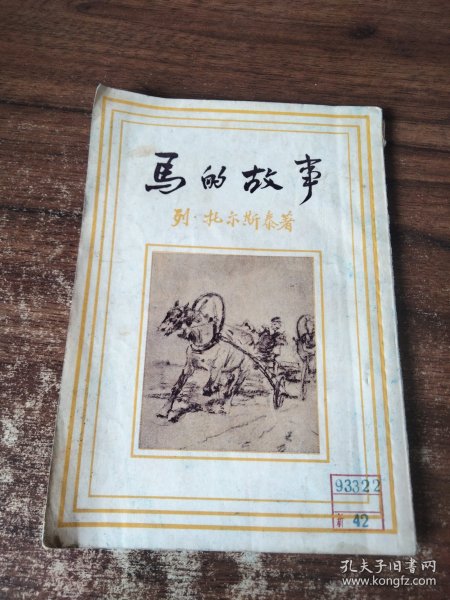 馬的故事
列·托尔斯泰著
93322
新 42
孔夫子旧书网
www.kongfz.com